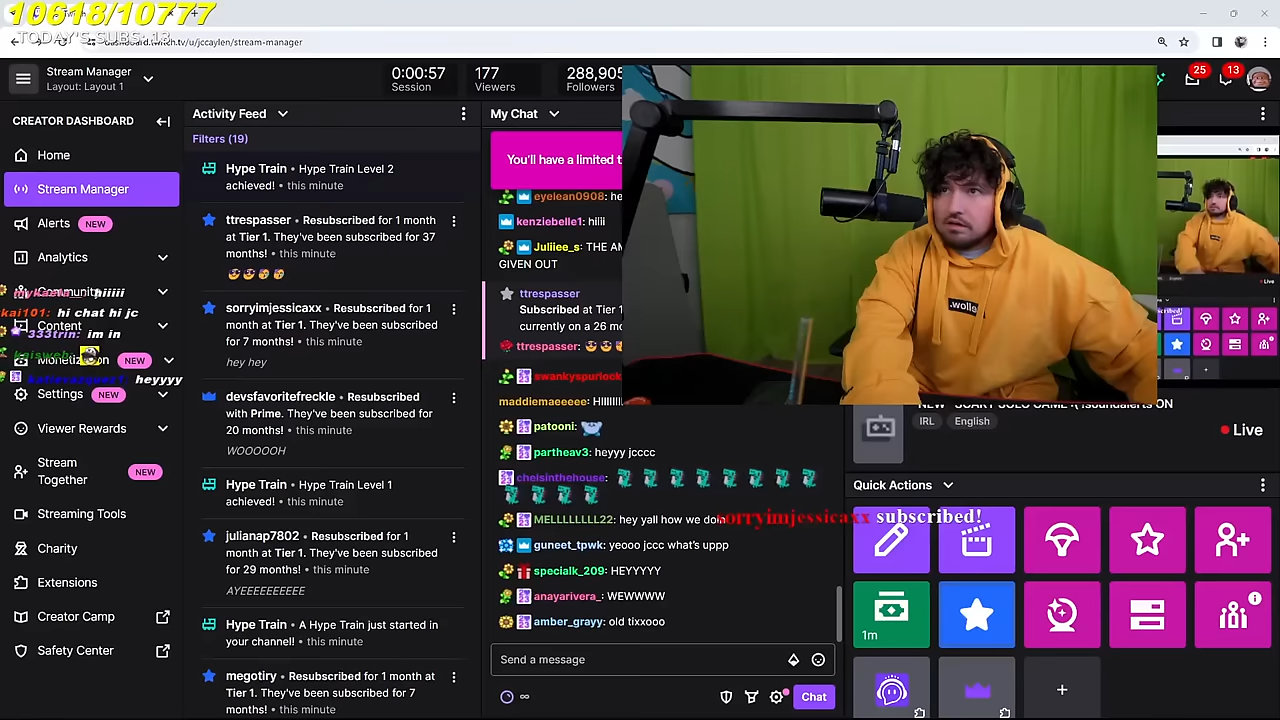 10618/10777
TODAY'S SUBS: 13
dashboard.twitch.tv/u/jccaylen/stream-manager
Stream Manager
Layout: Layout 1
0:00:57
Session
177
Viewers
288,905
Followers
25
13
CREATOR DASHBOARD
Home
Stream Manager
Alerts NEW
Analytics
Community
Content
NEW
Settings NEW
Viewer Rewards
Stream Together NEW
Streaming Tools
Charity
Extensions
Creator Camp
Safety Center
hiiiii
kai101: hi chat hi jc
333trin: im in
kaisweb:
heyyyy
Activity Feed
Filters (19)
Hype Train • Hype Train Level 2
achieved! • this minute
ttrespasser • Resubscribed for 1 month
at Tier 1. They've been subscribed for 37
months! • this minute
sorryimjessicaxx • Resubscribed for 1
month at Tier 1. They've been subscribed
for 7 months! • this minute
hey hey
devsfavoritefreckle • Resubscribed
with Prime. They've been subscribed for
20 months! • this minute
WOOOOOH
Hype Train • Hype Train Level 1
achieved! • this minute
julianap7802 • Resubscribed for 1
month at Tier 1. They've been subscribed
for 29 months! • this minute
AYEEEEEEEEE
Hype Train • A Hype Train just started in
your channel! • this minute
megotiry • Resubscribed for 1 month at
Tier 1. They've been subscribed for 7
months! • this minute
My Chat
You'll have a limited t
eyelean0908: he
kenziebelle1: hiiii
Juliiee_s: THE AM
GIVEN OUT
ttrespasser
Subscribed at Tier 1
currently on a 26 mo
ttrespasser:
swankyspurlock
maddiemaeeeee: HIIIIIII
patooni:
partheav3: heyyy jcccc
chelsinthehouse:
MELLLLLLL22: hey yall how we doin
guneet_tpwk: yeooo jccc what's uppp
specialk_209: HEYYYYY
anayarivera_: WEWWWW
amber_grayy: old tixxooo
Send a message
Chat
.wolls
IRL
English
Live
Quick Actions
sorryimjessicaxx subscribed!
1m